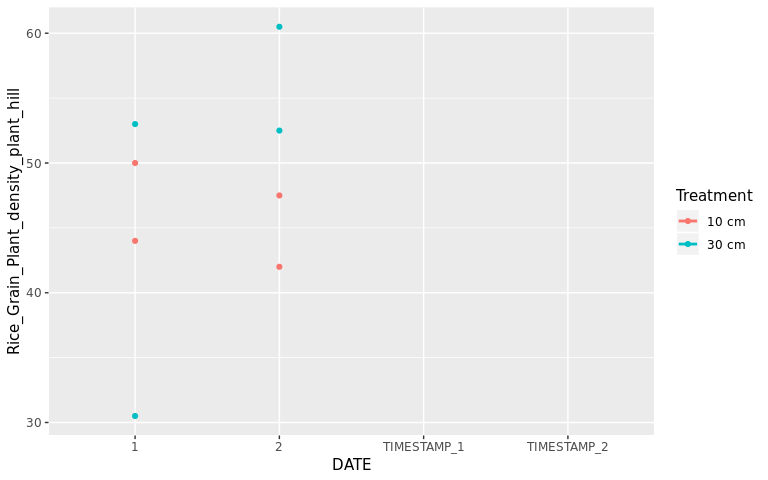 Rice_Grain_Plant_density_plant_hill
60
50
40
30
1 2 TIMESTAMP_1 TIMESTAMP_2
DATE
Treatment
10 cm
30 cm